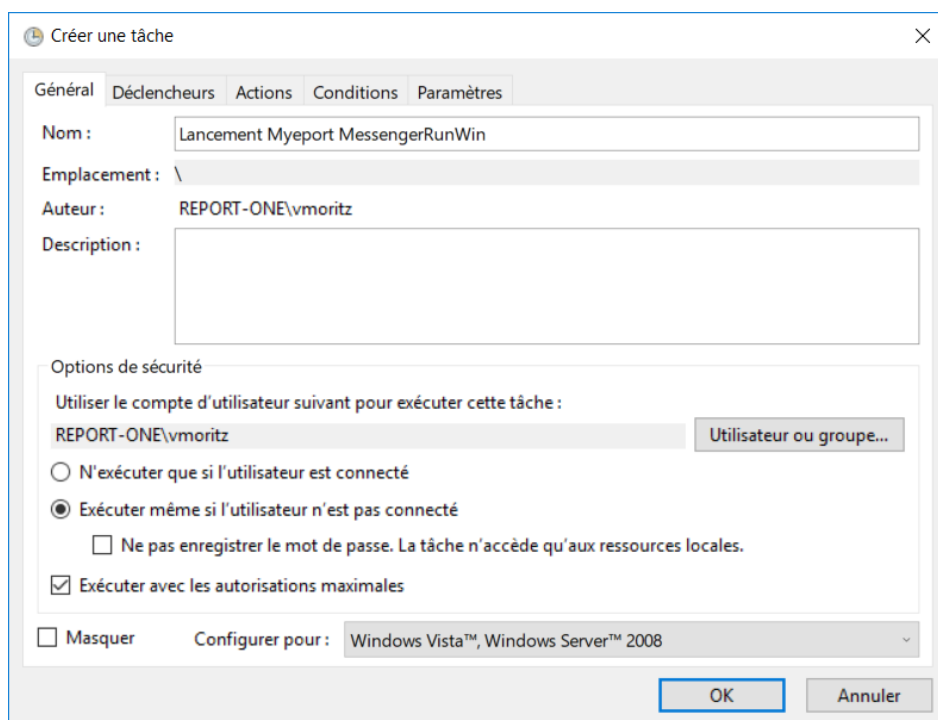 Créer une tâche
Général Déclencheurs Actions Conditions Paramètres
Nom : Lancement Myeport MessengerRunWin
Emplacement : \
Auteur : REPORT-ONE\vmoritz
Description :
Options de sécurité
Utiliser le compte d'utilisateur suivant pour exécuter cette tâche :
REPORT-ONE\vmoritz Utilisateur ou groupe...
N'exécuter que si l'utilisateur est connecté
Exécuter même si l'utilisateur n'est pas connecté
Ne pas enregistrer le mot de passe. La tâche n'accède qu'aux ressources locales.
Exécuter avec les autorisations maximales
Masquer Configurer pour : Windows Vista™, Windows Server™ 2008
OK Annuler